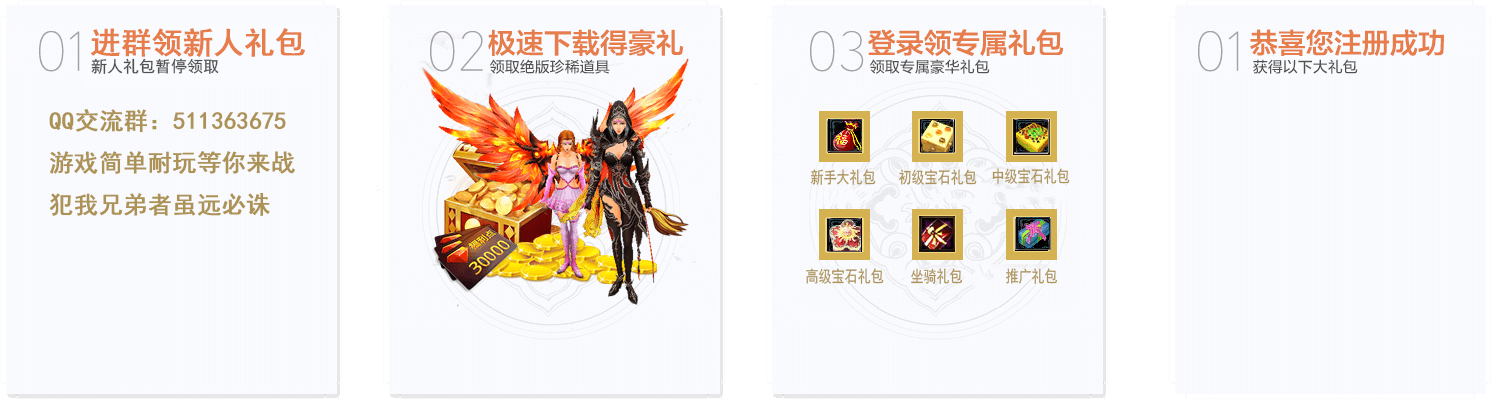 01
进群领新人礼包
新人礼包暂停领取
QQ交流群：511363675
游戏简单耐玩等你来战
犯我兄弟者虽远必诛
02
极速下载得豪礼
领取绝版珍稀道具
福利点
30000
03
登录领专属礼包
领取专属豪华礼包
新手大礼包
初级宝石礼包
中级宝石礼包
高级宝石礼包
坐骑礼包
推广礼包
01
恭喜您注册成功
获得以下大礼包